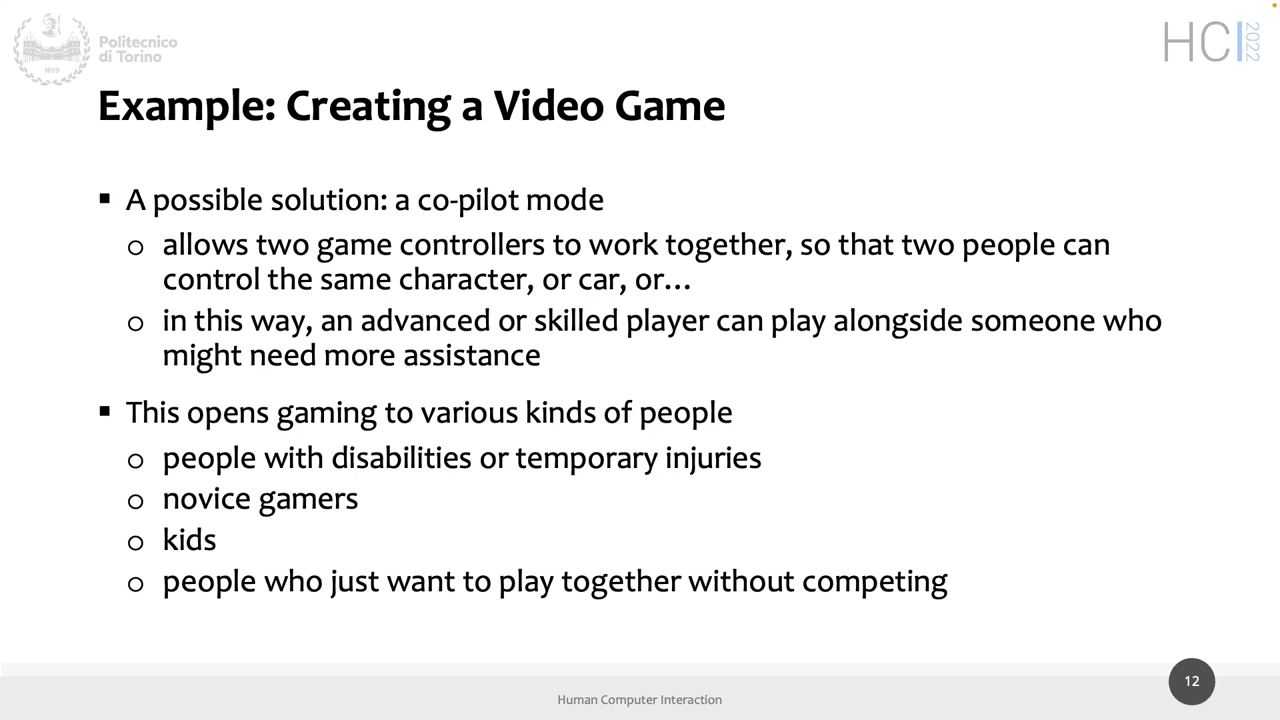 Politecnico
di Torino
1859
HCI 2022
Example: Creating a Video Game
▪ A possible solution: a co-pilot mode
o allows two game controllers to work together, so that two people can
control the same character, or car, or…
o in this way, an advanced or skilled player can play alongside someone who
might need more assistance
▪ This opens gaming to various kinds of people
o people with disabilities or temporary injuries
o novice gamers
o kids
o people who just want to play together without competing
12
Human Computer Interaction